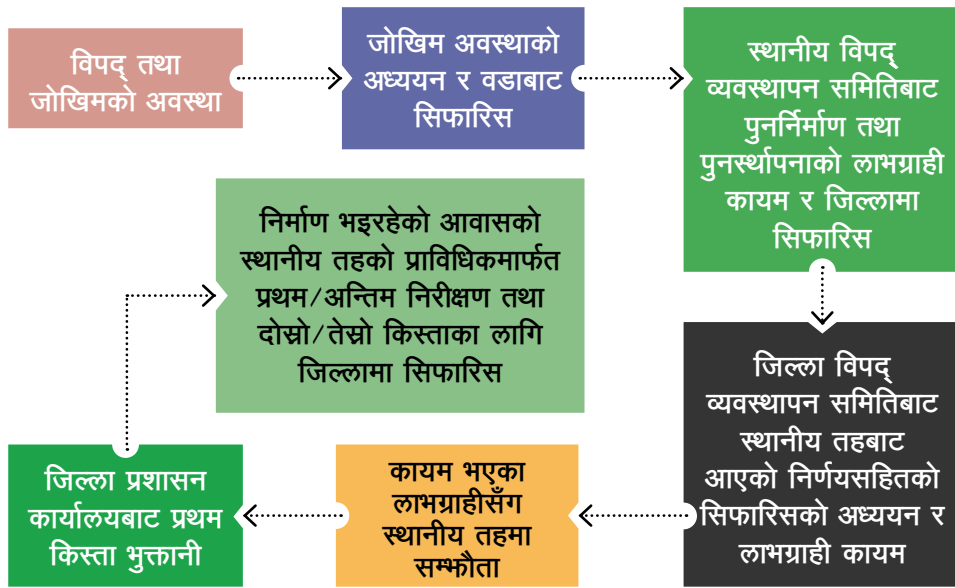 विपद् तथा
जोखिमको अवस्था
जोखिम अवस्थाको
अध्ययन र वडाबाट
सिफारिस
स्थानीय विपद्
व्यवस्थापन समितिबाट
पुनर्निर्माण तथा
पुनर्स्थापनाको लाभग्राही
कायम र जिल्लामा
सिफारिस
जिल्ला विपद्
व्यवस्थापन समितिबाट
स्थानीय तहबाट
आएको निर्णयसहितको
सिफारिसको अध्ययन र
लाभग्राही कायम
कायम भएका
लाभग्राहीसँग
स्थानीय तहमा
सम्झौता
जिल्ला प्रशासन
कार्यालयबाट प्रथम
किस्ता भुक्तानी
निर्माण भइरहेको आवासको
स्थानीय तहको प्राविधिकमार्फत
प्रथम/अन्तिम निरीक्षण तथा
दोस्रो/तेस्रो किस्ताका लागि
जिल्लामा सिफारिस